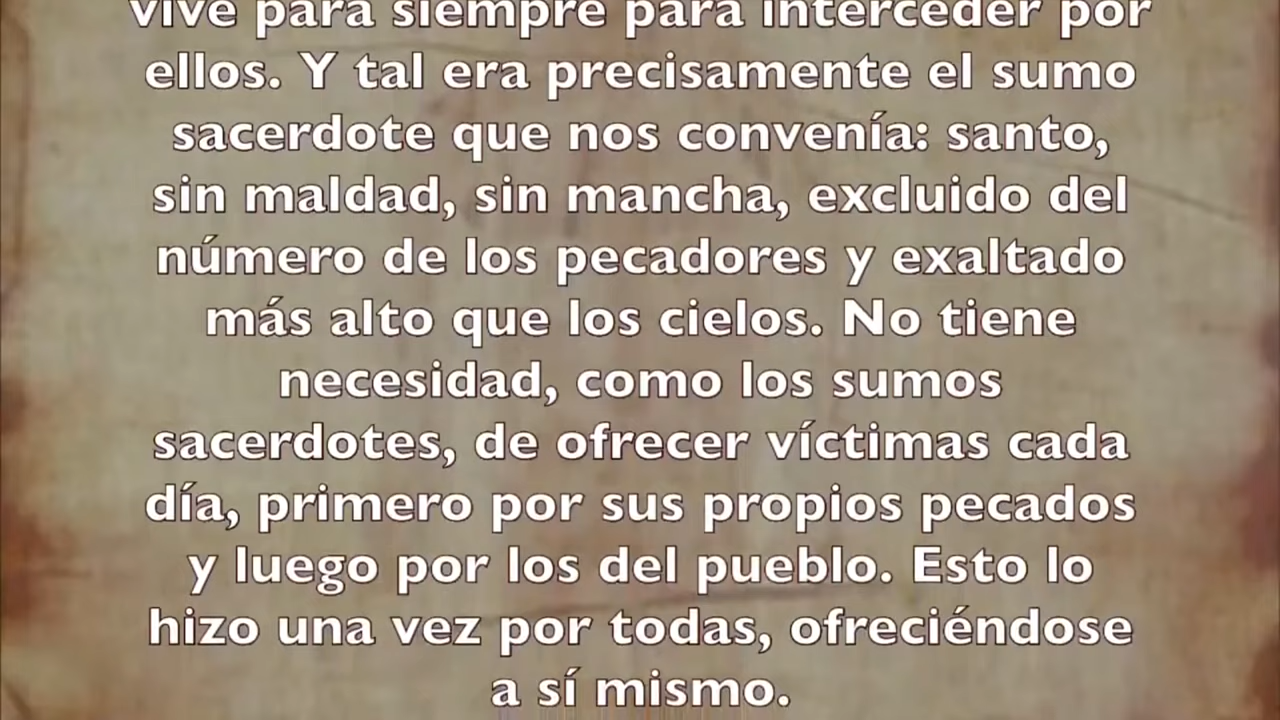 vive para siempre para interceder por
ellos. Y tal era precisamente el sumo
sacerdote que nos convenía: santo,
sin maldad, sin mancha, excluido del
número de los pecadores y exaltado
más alto que los cielos. No tiene
necesidad, como los sumos
sacerdotes, de ofrecer víctimas cada
día, primero por sus propios pecados
y luego por los del pueblo. Esto lo
hizo una vez por todas, ofreciéndose
a sí mismo.